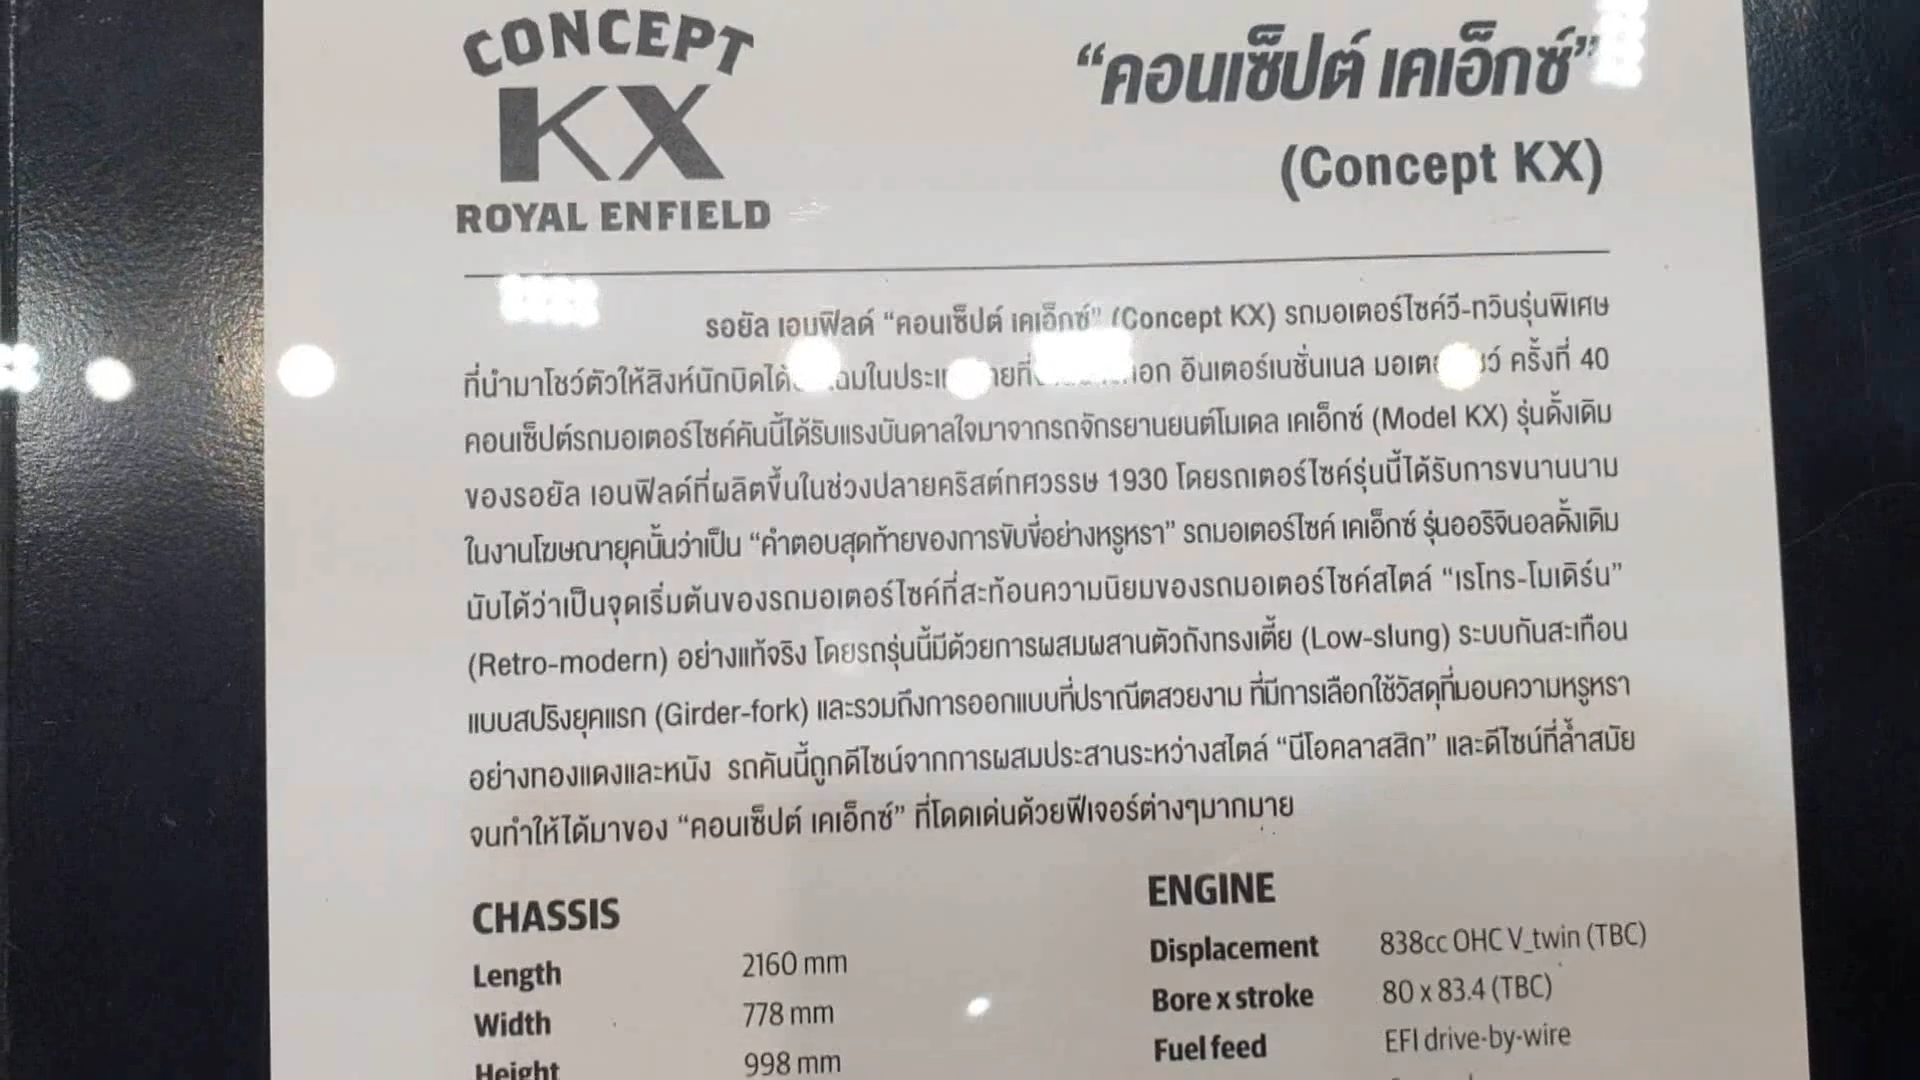 CONCEPT
KX
ROYAL ENFIELD
“คอนเซ็ปต์ เคเอ็กซ์”
(Concept KX)
รอยัล เอนฟิลด์ “คอนเซ็ปต์ เคเอ็กซ์” (Concept KX) รถมอเตอร์ไซค์วี-ทวินรุ่นพิเศษ
ที่นำมาโชว์ตัวให้สิงห์นักบิดได้ อินเตอร์เนชั่นเนล ครั้งที่ 40
คอนเซ็ปต์รถมอเตอร์ไซค์คันนี้ได้รับแรงบันดาลใจมาจากรถจักรยานยนต์โมเดล เคเอ็กซ์ (Model KX) รุ่นดั้งเดิม
ของรอยัล เอนฟิลด์ที่ผลิตขึ้นในช่วงปลายคริสต์ทศวรรษ 1930 โดยรถเตอร์ไซค์รุ่นนี้ได้รับการขนานนาม
ในงานโฆษณายุคนั้นว่าเป็น “คำตอบสุดท้ายของการขับขี่อย่างหรูหรา” รถมอเตอร์ไซค์ เคเอ็กซ์ รุ่นออริจินอลดั้งเดิม
นับได้ว่าเป็นจุดเริ่มต้นของรถมอเตอร์ไซค์ที่สะท้อนความนิยมของรถมอเตอร์ไซค์สไตล์ “เรโทร-โมเดิร์น”
(Retro-modern) อย่างแท้จริง โดยรถรุ่นนี้มีด้วยการผสมผสานตัวถังทรงเตี้ย (Low-slung) ระบบกันสะเทือน
แบบสปริงยุคแรก (Girder-fork) และรวมถึงการออกแบบที่ปราณีตสวยงาม ที่มีการเลือกใช้วัสดุที่มอบความหรูหรา
อย่างทองแดงและหนัง รถคันนี้ถูกดีไซน์จากการผสมประสานระหว่างสไตล์ “นีโอคลาสสิก” และดีไซน์ที่ล้ำสมัย
จนทำให้ได้มาของ “คอนเซ็ปต์ เคเอ็กซ์” ที่โดดเด่นด้วยฟีเจอร์ต่างๆมากมาย
CHASSIS
Length 2160 mm
Width 778 mm
Height 998 mm
ENGINE
Displacement 838cc OHC V_twin (TBC)
Bore x stroke 80 x 83.4 (TBC)
Fuel feed EFI drive-by-wire